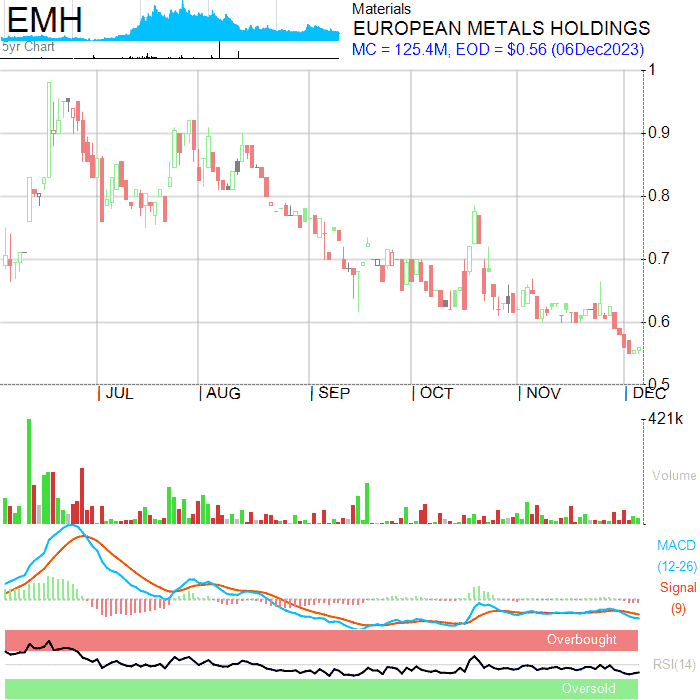 EMH
5yr Chart
Materials
EUROPEAN METALS HOLDINGS
MC = 125.4M, EOD = $0.56 (06Dec2023)
1
0.9
0.8
0.7
0.6
0.5
JUL AUG SEP OCT NOV DEC
421k
Volume
MACD
(12-26)
Signal
(9)
Overbought
RSI(14)
Oversold